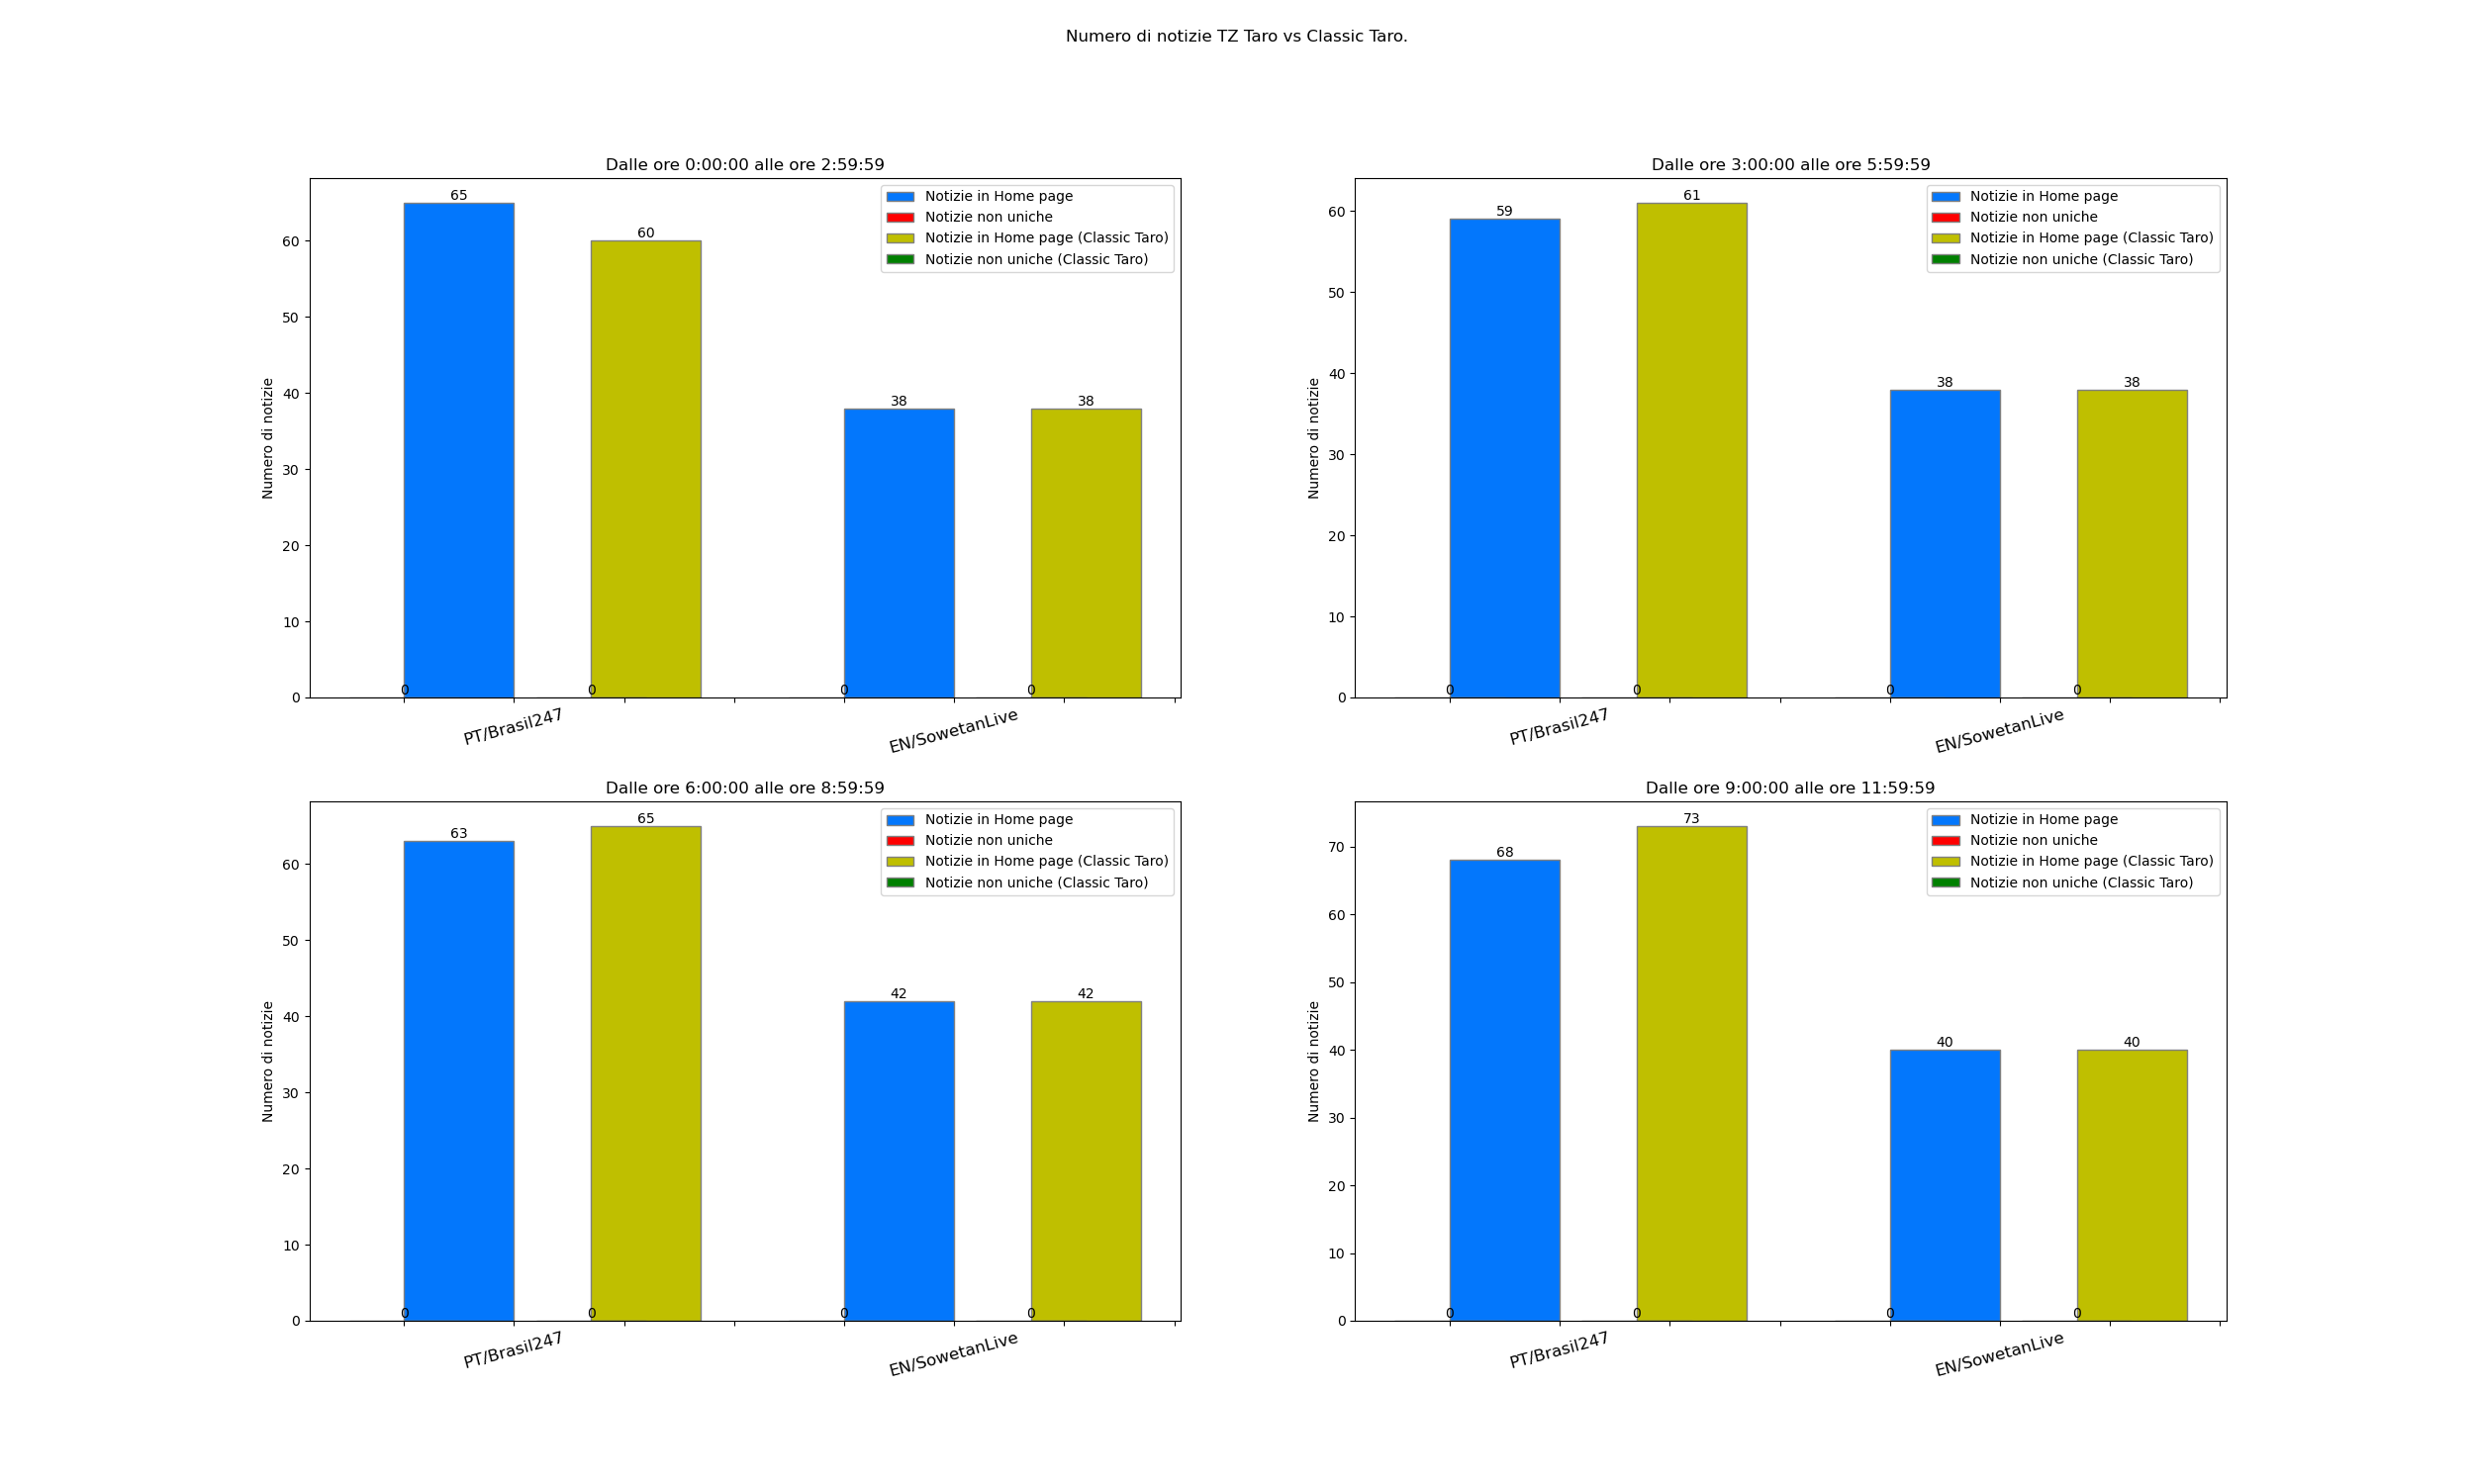 Numero di notizie TZ Taro vs Classic Taro.
Dalle ore 0:00:00 alle ore 2:59:59
Numero di notizie
0
10
20
30
40
50
60
65
60
38
38
0
0
0
0
Notizie in Home page
Notizie non uniche
Notizie in Home page (Classic Taro)
Notizie non uniche (Classic Taro)
PT/Brasil247
EN/SowetanLive
Dalle ore 3:00:00 alle ore 5:59:59
Numero di notizie
0
10
20
30
40
50
60
59
61
38
38
0
0
0
0
Notizie in Home page
Notizie non uniche
Notizie in Home page (Classic Taro)
Notizie non uniche (Classic Taro)
PT/Brasil247
EN/SowetanLive
Dalle ore 6:00:00 alle ore 8:59:59
Numero di notizie
0
10
20
30
40
50
60
63
65
42
42
0
0
0
0
Notizie in Home page
Notizie non uniche
Notizie in Home page (Classic Taro)
Notizie non uniche (Classic Taro)
PT/Brasil247
EN/SowetanLive
Dalle ore 9:00:00 alle ore 11:59:59
Numero di notizie
0
10
20
30
40
50
60
70
68
73
40
40
0
0
0
0
Notizie in Home page
Notizie non uniche
Notizie in Home page (Classic Taro)
Notizie non uniche (Classic Taro)
PT/Brasil247
EN/SowetanLive